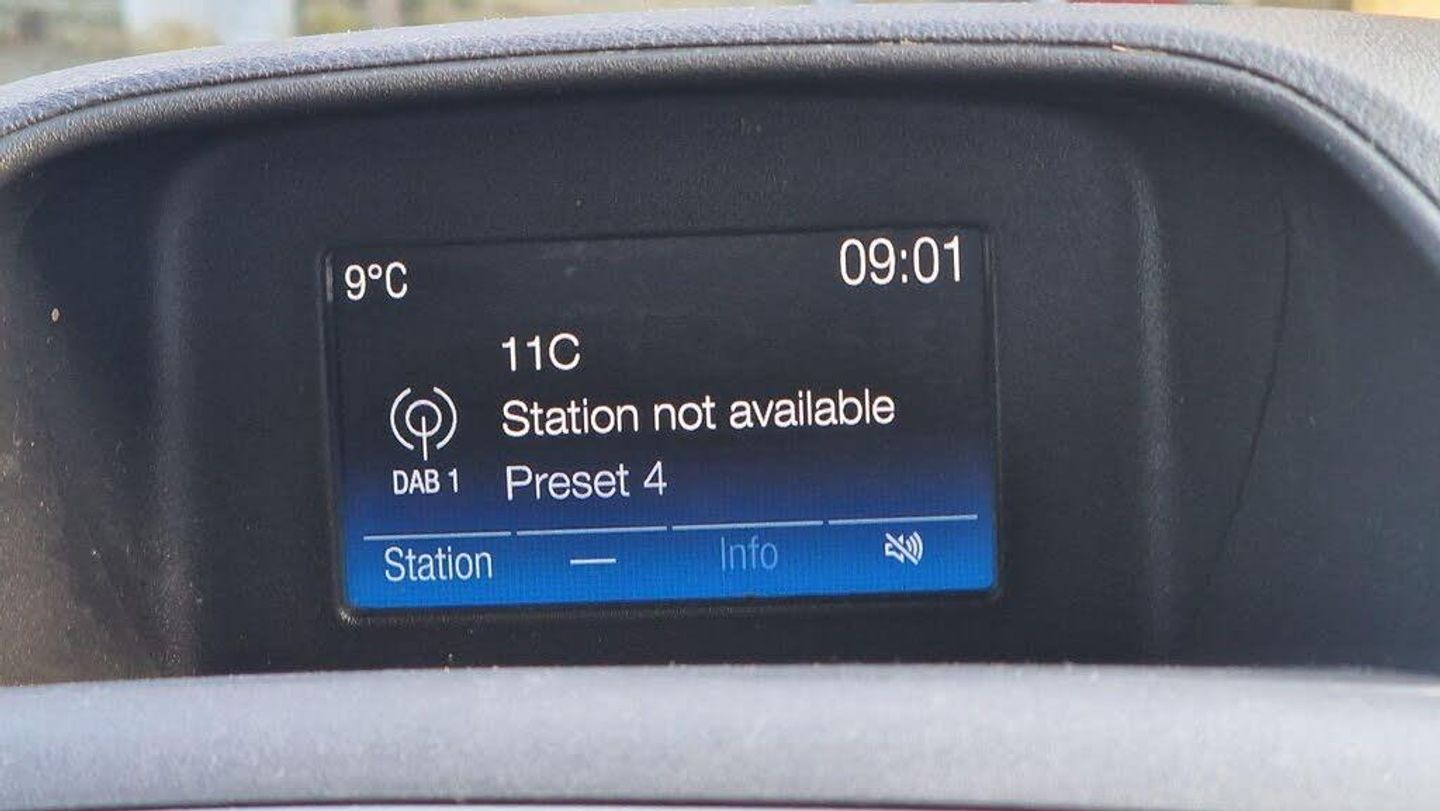 9°C
09:01
11C
Station not available
DAB 1
Preset 4
Station — Info